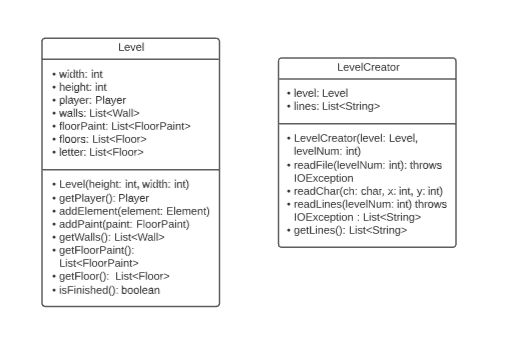 Level
• width: int
• height: int
• player: Player
• walls: List<Wall>
• floorPaint: List<FloorPaint>
• floors: List<Floor>
• letter: List<Floor>
• Level(height: int, width: int)
• getPlayer(): Player
• addElement(element: Element)
• addPaint(paint: FloorPaint)
• getWalls(): List<Wall>
• getFloorPaint():
List<FloorPaint>
• getFloor(): List<Floor>
• isFinished(): boolean
LevelCreator
• level: Level
• lines: List<String>
• LevelCreator(level: Level,
levelNum: int)
• readFile(levelNum: int): throws
IOException
• readChar(ch: char, x: int, y: int)
• readLines(levelNum: int) throws
IOException : List<String>
• getLines(): List<String>